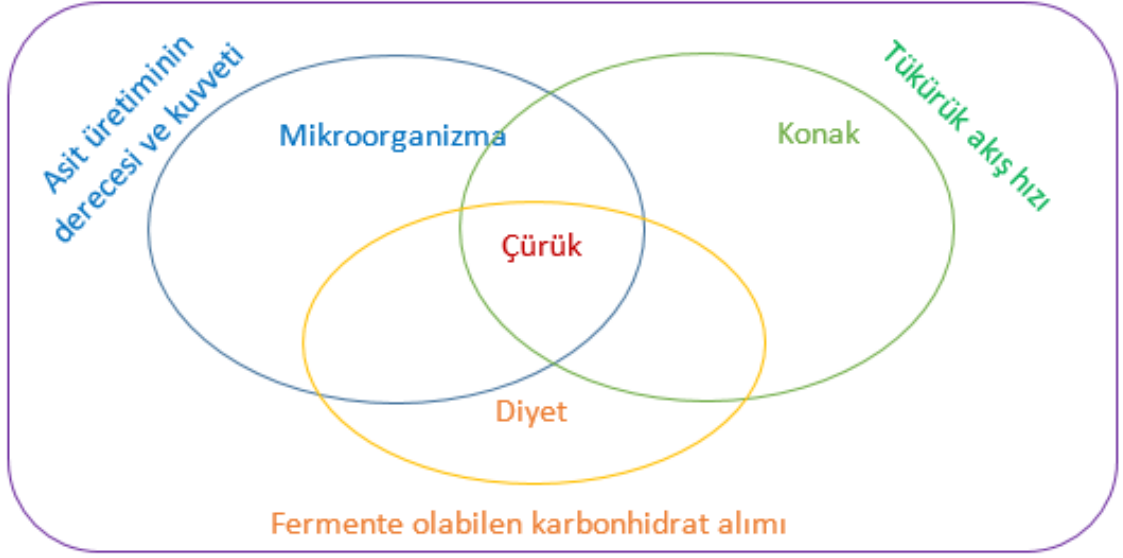 Asit üretiminin
derecesi ve kuvveti
Mikroorganizma
Konak
Tükürük akış hızı
Çürük
Diyet
Fermente olabilen karbonhidrat alımı